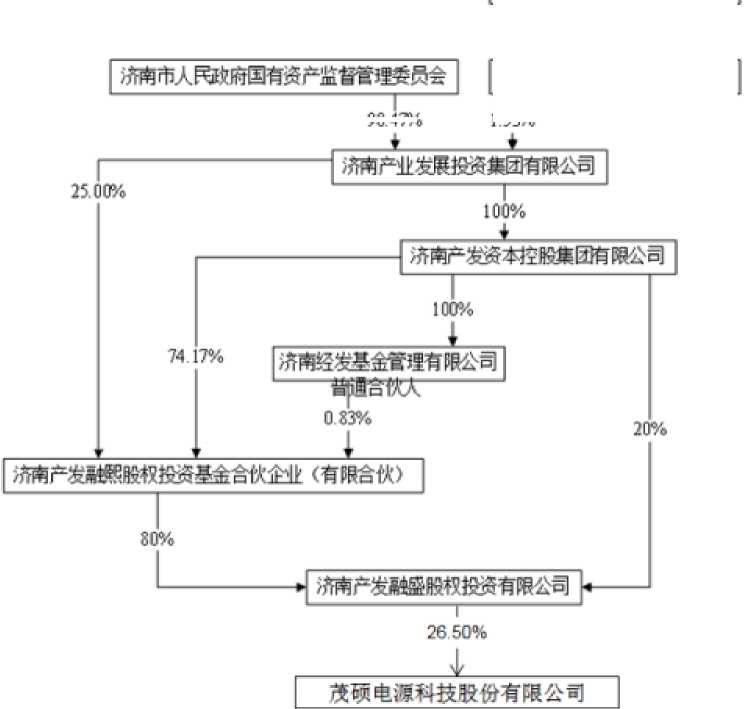 济南市人民政府国有资产监督管理委员会
济南产业发展投资集团有限公司
25.00%
100%
济南产发资本控股集团有限公司
100%
74.17%
济南经发基金管理有限公司
普通合伙人
0.83%
20%
济南产发融熙股权投资基金合伙企业（有限合伙）
80%
济南产发融盛股权投资有限公司
26.50%
茂硕电源科技股份有限公司